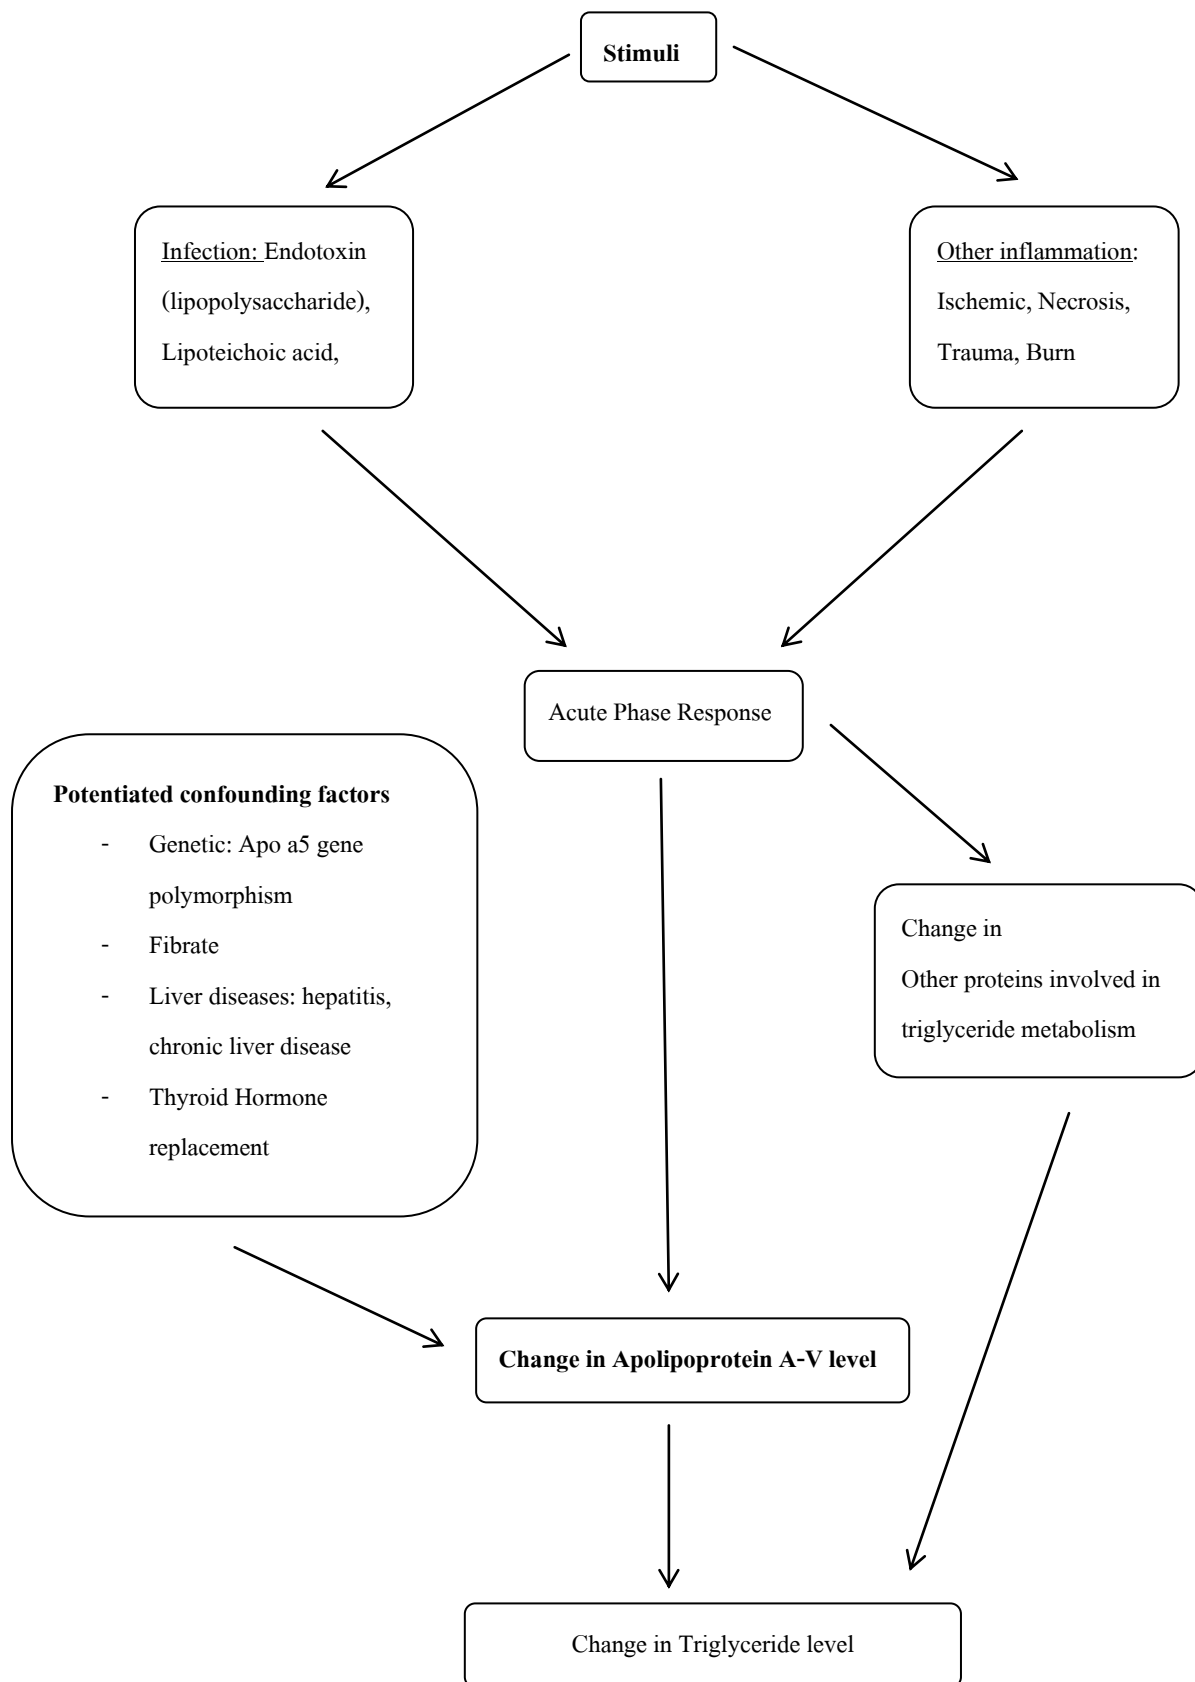 Stimuli
Infection: Endotoxin
(lipopolysaccharide),
Lipoteichoic acid,
Other inflammation:
Ischemic, Necrosis,
Trauma, Burn
Acute Phase Response
Potentiated confounding factors
- Genetic: Apo a5 gene
polymorphism
- Fibrate
- Liver diseases: hepatitis,
chronic liver disease
- Thyroid Hormone
replacement
Change in
Other proteins involved in
triglyceride metabolism
Change in Apolipoprotein A-V level
Change in Triglyceride level